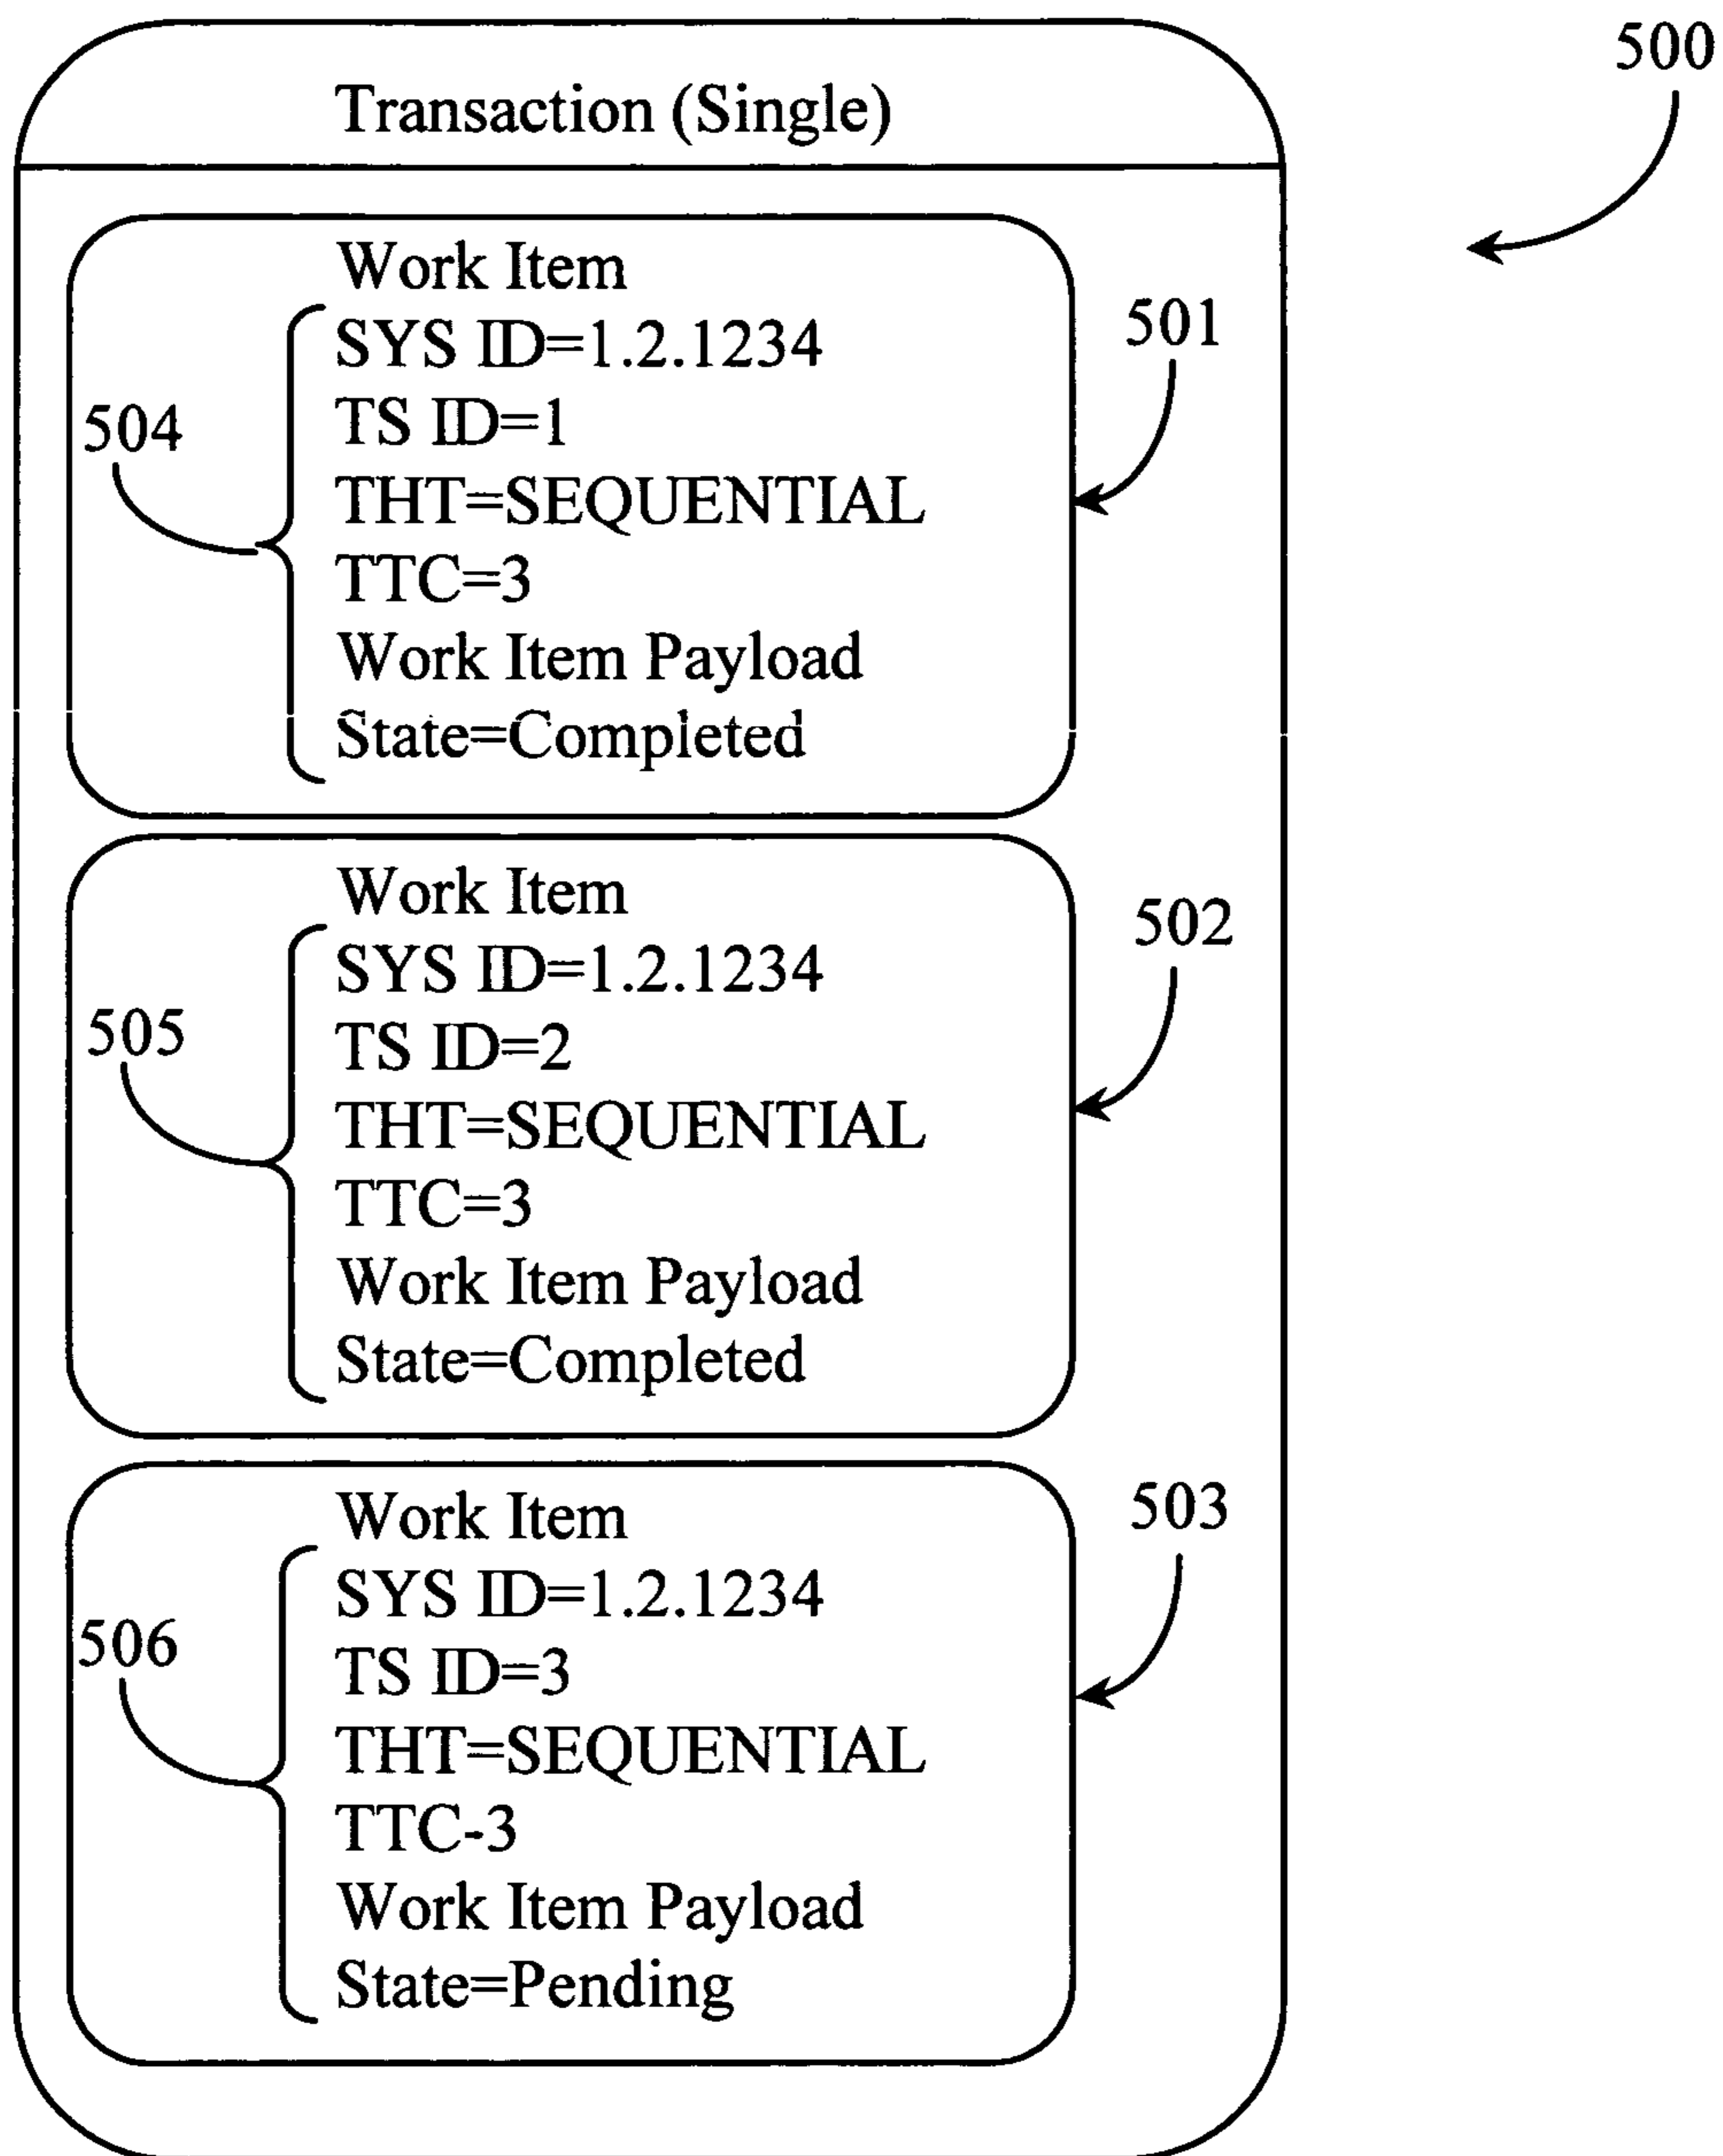 500
Transaction (Single)
Work Item
SYS ID=1.2.1234
501
TS ID=1
504
THT=SEQUENTIAL
TTC=3
Work Item Payload
State=Completed
Work Item
502
SYS ID=1.2.1234
505
TS ID=2
THT=SEQUENTIAL
TTC=3
Work Item Payload
State=Completed
Work Item
503
SYS ID=1.2.1234
506
TS ID=3
THT=SEQUENTIAL
TTC-3
Work Item Payload
State=Pending